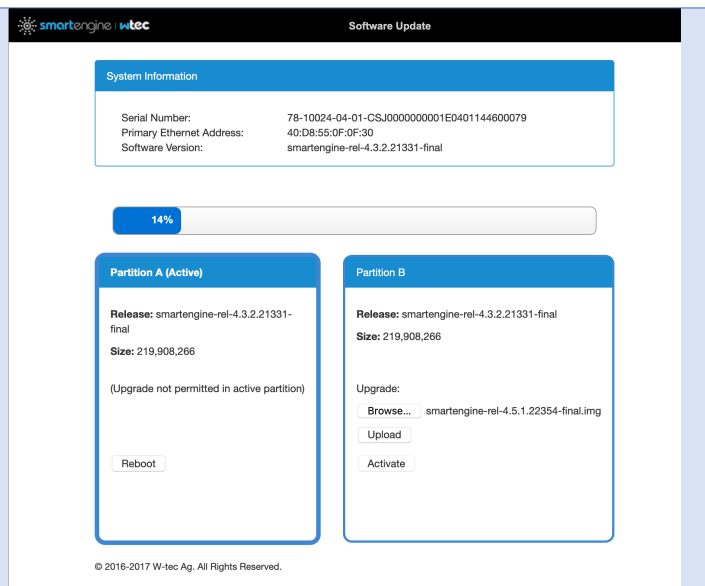 smartengine wtec
Software Update
System Information
Serial Number: 78-10024-04-01-CSJ0000000001E0401144600079
Primary Ethernet Address: 40:D8:55:0F:0F:30
Software Version: smartengine-rel-4.3.2.21331-final
14%
Partition A (Active)
Release: smartengine-rel-4.3.2.21331-
final
Size: 219,908,266
(Upgrade not permitted in active partition)
Reboot
Partition B
Release: smartengine-rel-4.3.2.21331-final
Size: 219,908,266
Upgrade:
Browse... smartengine-rel-4.5.1.22354-final.img
Upload
Activate
© 2016-2017 W-tec Ag. All Rights Reserved.